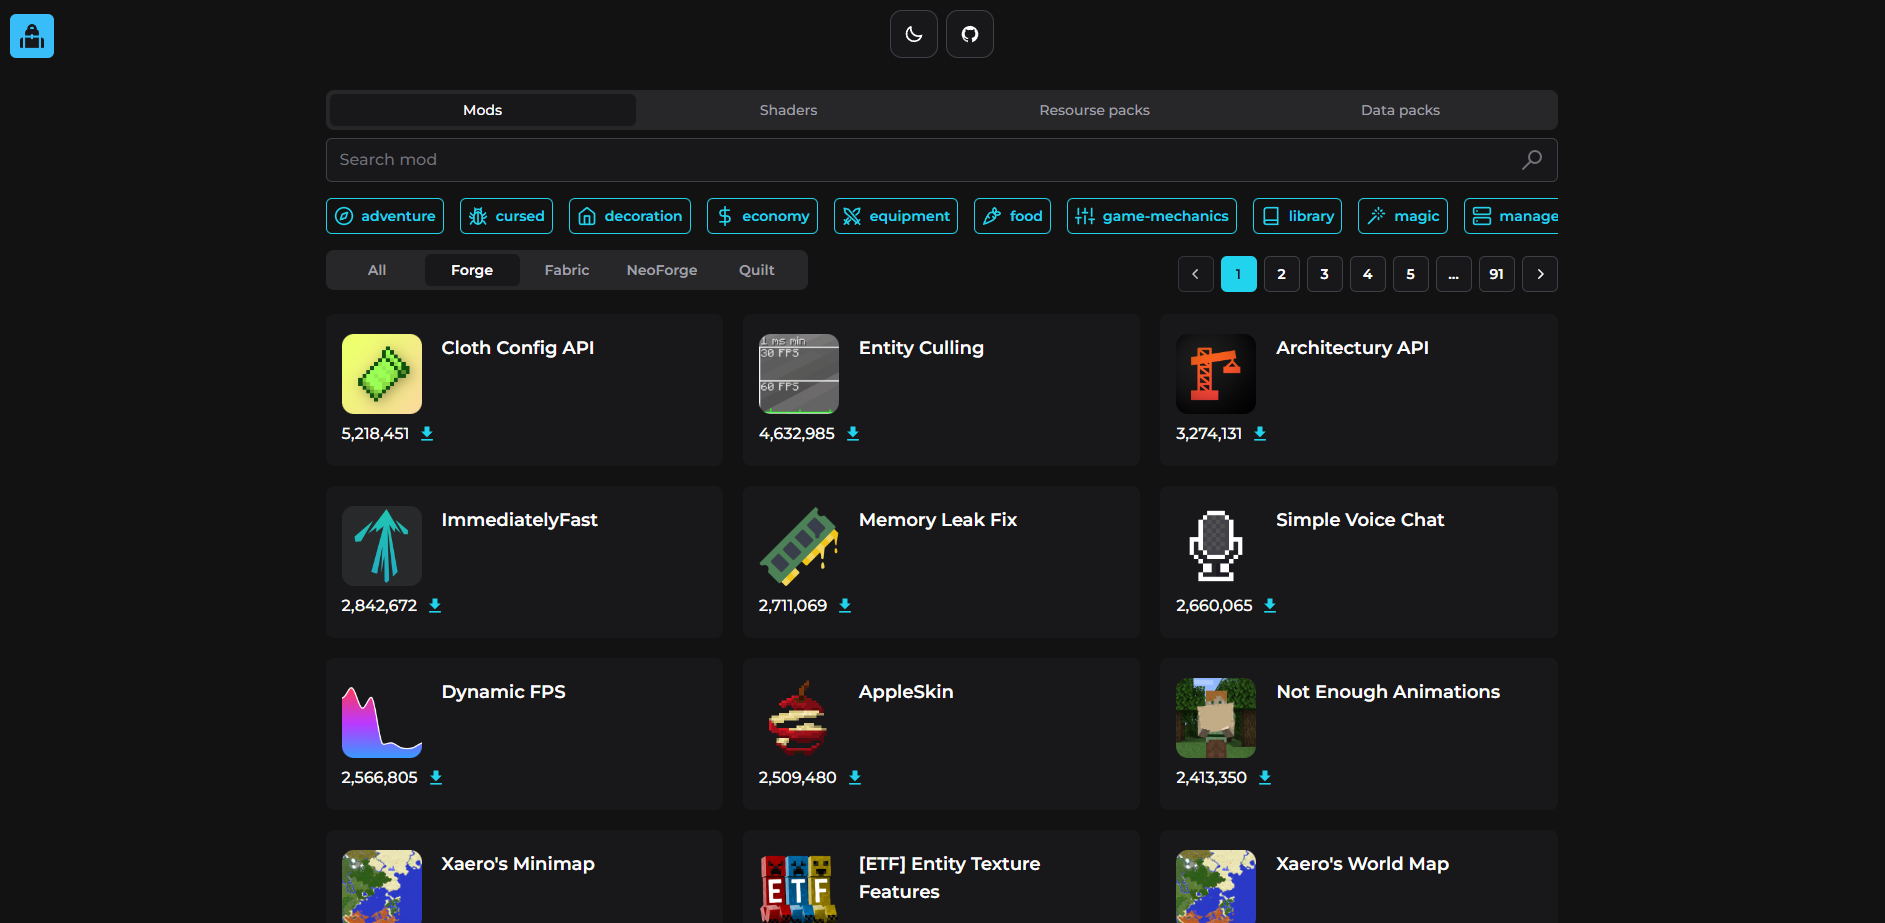 Mods Shaders Resourse packs Data packs
Search mod
adventure cursed decoration economy equipment food game-mechanics library magic manage
All Forge Fabric NeoForge Quilt
1 2 3 4 5 ... 91
Cloth Config API
5,218,451
1 ms min
30 FPS
60 FPS
Entity Culling
4,632,985
Architectury API
3,274,131
ImmediatelyFast
2,842,672
Memory Leak Fix
2,711,069
Simple Voice Chat
2,660,065
Dynamic FPS
2,566,805
AppleSkin
2,509,480
Not Enough Animations
2,413,350
Xaero's Minimap
ETF
[ETF] Entity Texture
Features
Xaero's World Map